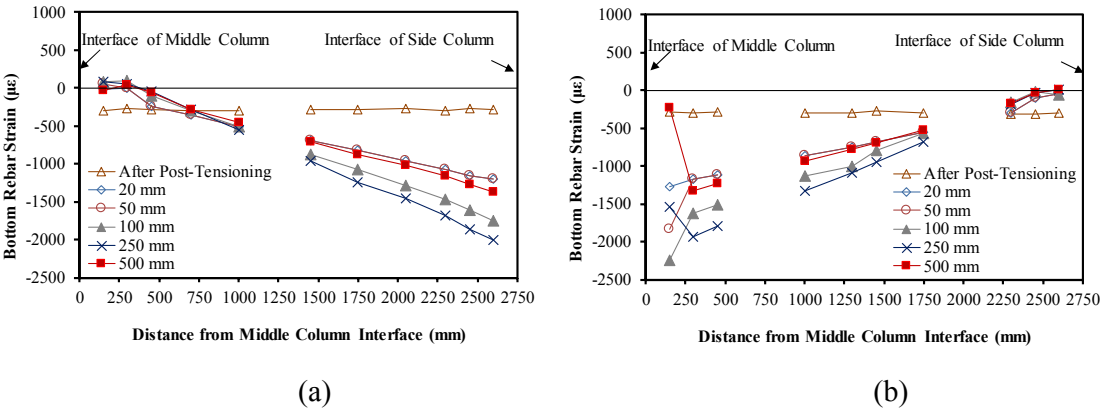 (a)
1000
500
0
-500
-1000
-1500
-2000
-2500
Bottom Rebar Strain (με)
Interface of Middle Column
Interface of Side Column
After Post-Tensioning
20 mm
50 mm
100 mm
250 mm
500 mm
0 250 500 750 1000 1250 1500 1750 2000 2250 2500 2750
Distance from Middle Column Interface (mm)
(a)
(b)
1000
500
0
-500
-1000
-1500
-2000
-2500
Bottom Rebar Strain (με)
Interface of Middle Column
Interface of Side Column
After Post-Tensioning
20 mm
50 mm
100 mm
250 mm
500 mm
0 250 500 750 1000 1250 1500 1750 2000 2250 2500 2750
Distance from Middle Column Interface (mm)
(b)